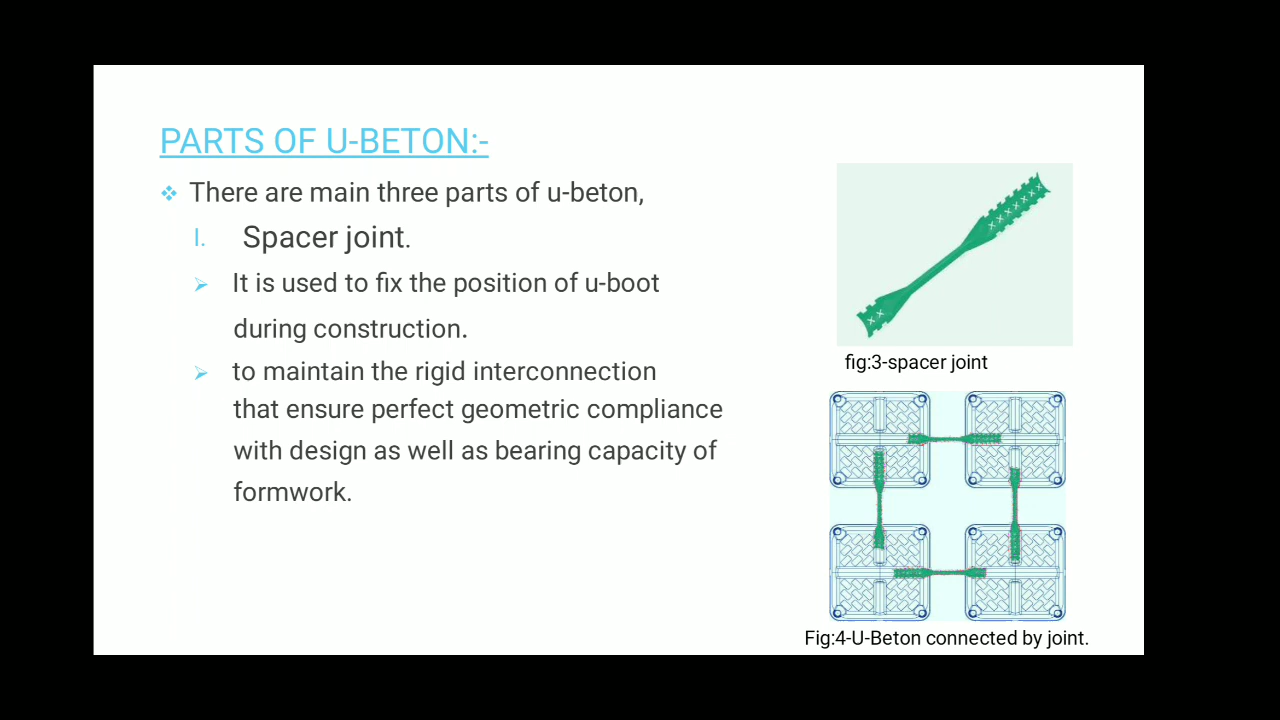 PARTS OF U-BETON:-
❖ There are main three parts of u-beton,
I. Spacer joint.
➢ It is used to fix the position of u-boot
during construction.
➢ to maintain the rigid interconnection
that ensure perfect geometric compliance
with design as well as bearing capacity of
formwork.
fig:3-spacer joint
Fig:4-U-Beton connected by joint.